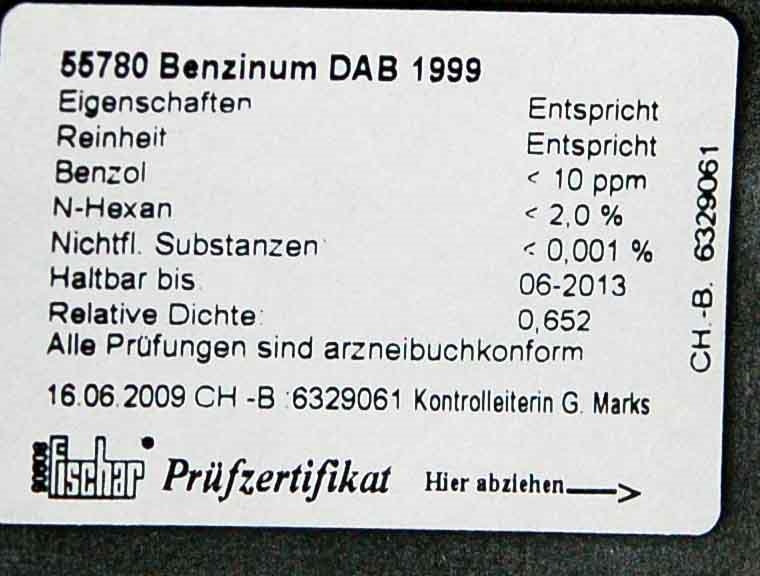 55780 Benzinum DAB 1999
Eigenschaften Entspricht
Reinheit Entspricht
Benzol < 10 ppm
N-Hexan < 2,0 %
Nichtfl. Substanzen < 0,001 %
Haltbar bis 06-2013
Relative Dichte: 0,652
Alle Prüfungen sind arzneibuchkonform
16.06.2009 CH -B :6329061 Kontrolleiterin G. Marks
fischar Prüfzertifikat Hier abziehen
CH.-B. 6329061